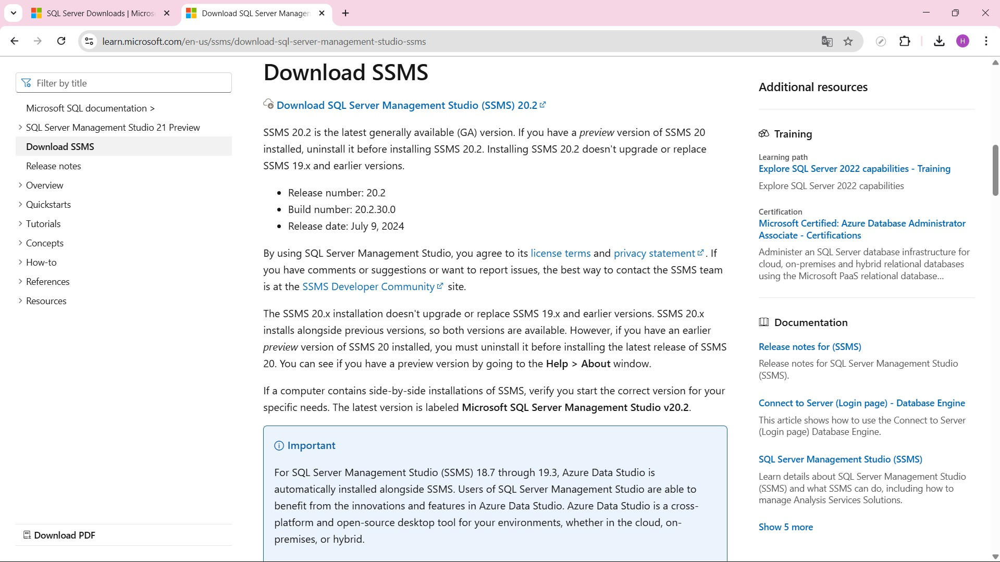 SQL Server Downloads | Micros
Download SQL Server Manager
learn.microsoft.com/en-us/ssms/download-sql-server-management-studio-ssms
H
Filter by title
Microsoft SQL documentation >
SQL Server Management Studio 21 Preview
Download SSMS
Release notes
Overview
Quickstarts
Tutorials
Concepts
How-to
References
Resources
Download PDF
Download SSMS
Download SQL Server Management Studio (SSMS) 20.2
SSMS 20.2 is the latest generally available (GA) version. If you have a preview version of SSMS 20
installed, uninstall it before installing SSMS 20.2. Installing SSMS 20.2 doesn't upgrade or replace
SSMS 19.x and earlier versions.
• Release number: 20.2
• Build number: 20.2.30.0
• Release date: July 9, 2024
By using SQL Server Management Studio, you agree to its license terms and privacy statement. If
you have comments or suggestions or want to report issues, the best way to contact the SSMS team
is at the SSMS Developer Community site.
The SSMS 20.x installation doesn't upgrade or replace SSMS 19.x and earlier versions. SSMS 20.x
installs alongside previous versions, so both versions are available. However, if you have an earlier
preview version of SSMS 20 installed, you must uninstall it before installing the latest release of SSMS
20. You can see if you have a preview version by going to the Help > About window.
If a computer contains side-by-side installations of SSMS, verify you start the correct version for your
specific needs. The latest version is labeled Microsoft SQL Server Management Studio v20.2.
Important
For SQL Server Management Studio (SSMS) 18.7 through 19.3, Azure Data Studio is
automatically installed alongside SSMS. Users of SQL Server Management Studio are able to
benefit from the innovations and features in Azure Data Studio. Azure Data Studio is a cross-
platform and open-source desktop tool for your environments, whether in the cloud, on-
premises, or hybrid.
Additional resources
Training
Learning path
Explore SQL Server 2022 capabilities - Training
Explore SQL Server 2022 capabilities
Certification
Microsoft Certified: Azure Database Administrator
Associate - Certifications
Administer an SQL Server database infrastructure for
cloud, on-premises and hybrid relational databases
using the Microsoft PaaS relational database...
Documentation
Release notes for (SSMS)
Release notes for SQL Server Management Studio
(SSMS).
Connect to Server (Login page) - Database Engine
This article shows how to use the Connect to Server
(Login page) Database Engine.
SQL Server Management Studio (SSMS)
Learn details about SQL Server Management Studio
(SSMS) and what SSMS can do, including how to
manage Analysis Services Solutions.
Show 5 more